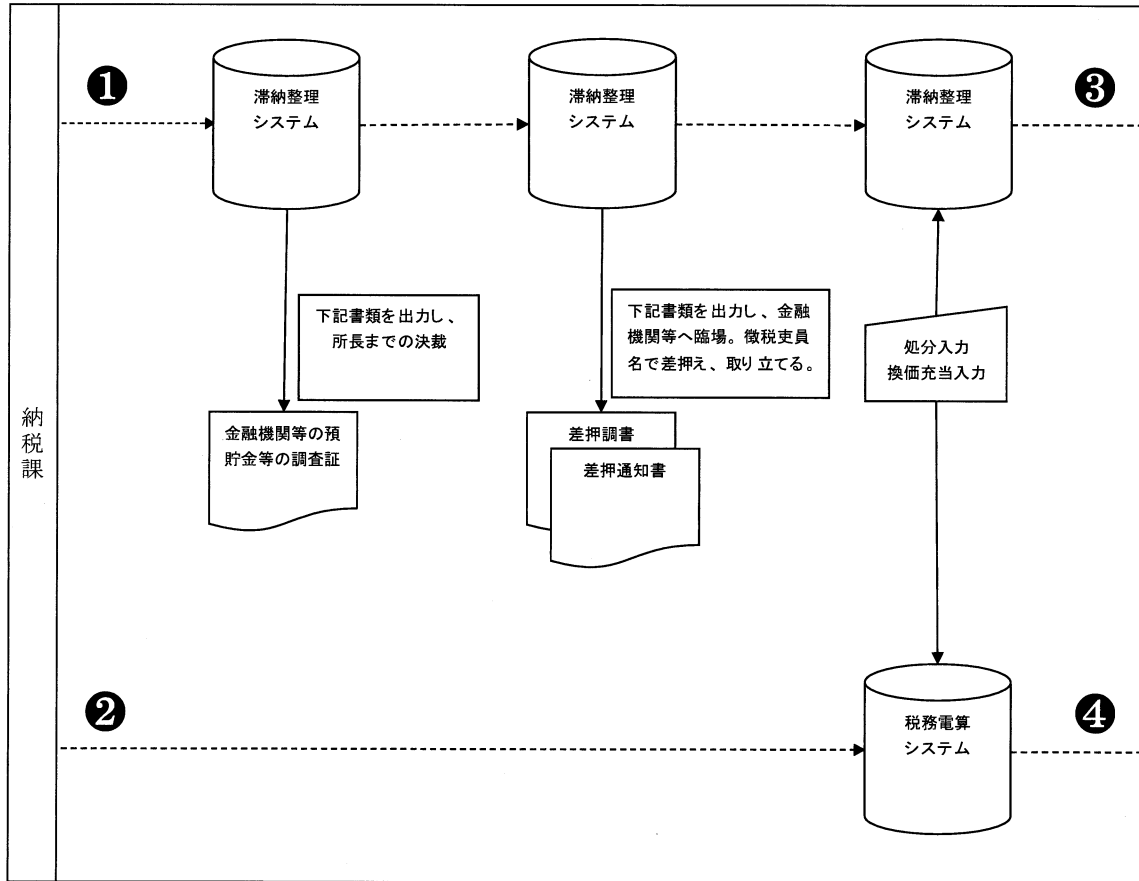 納税課
❶
滞納整理
システム
滞納整理
システム
滞納整理
システム
❸
下記書類を出力し、
所長までの決裁
下記書類を出力し、金融
機関等へ臨場。徴税吏員
名で差押え、取り立てる。
処分入力
換価充当入力
金融機関等の預
貯金等の調査証
差押調書
差押通知書
❷
税務電算
システム
❹